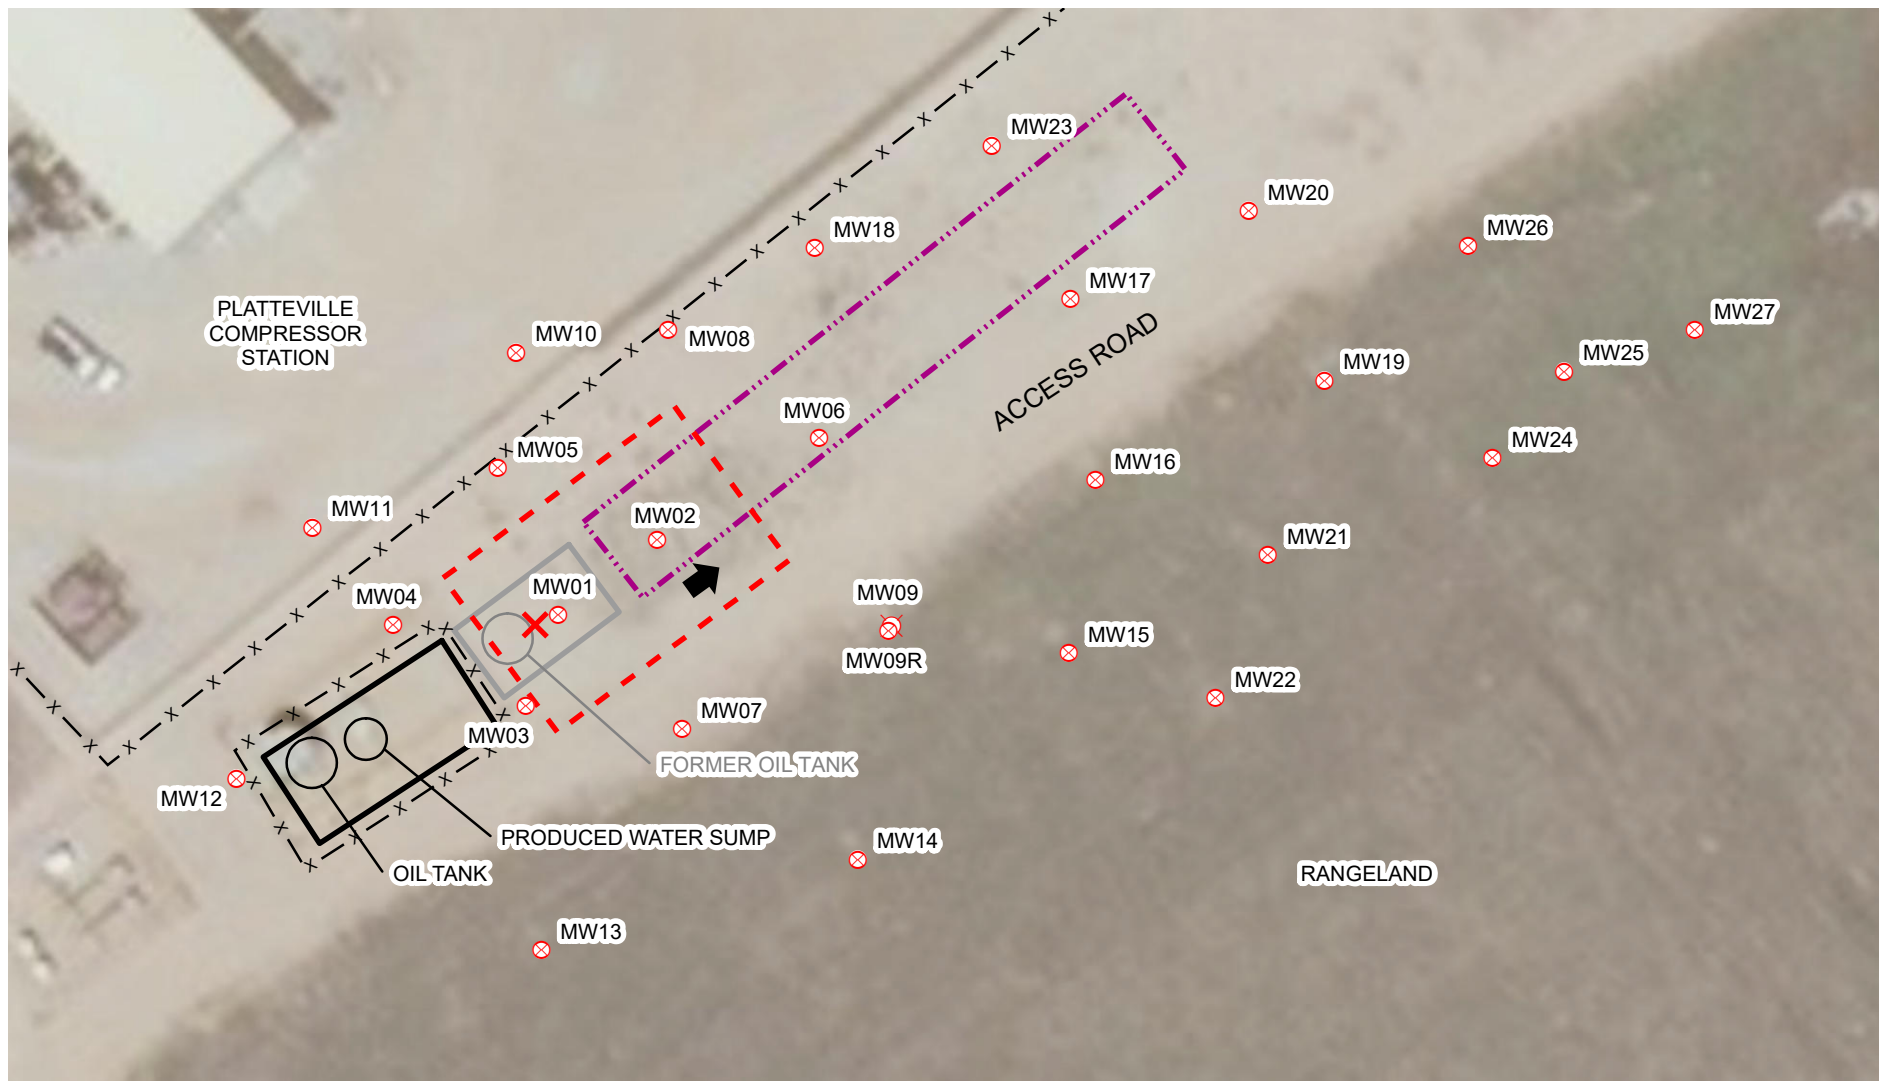 MW23
MW20
MW18
MW26
MW17
PLATTEVILLE
COMPRESSOR
STATION
MW10
MW08
MW27
MW19
MW25
ACCESS ROAD
MW06
MW05
MW24
MW16
MW11
MW02
MW21
MW01
MW04
MW09
MW15
MW09R
MW22
MW07
MW03
FORMER OIL TANK
MW12
PRODUCED WATER SUMP
MW14
OIL TANK
RANGELAND
MW13